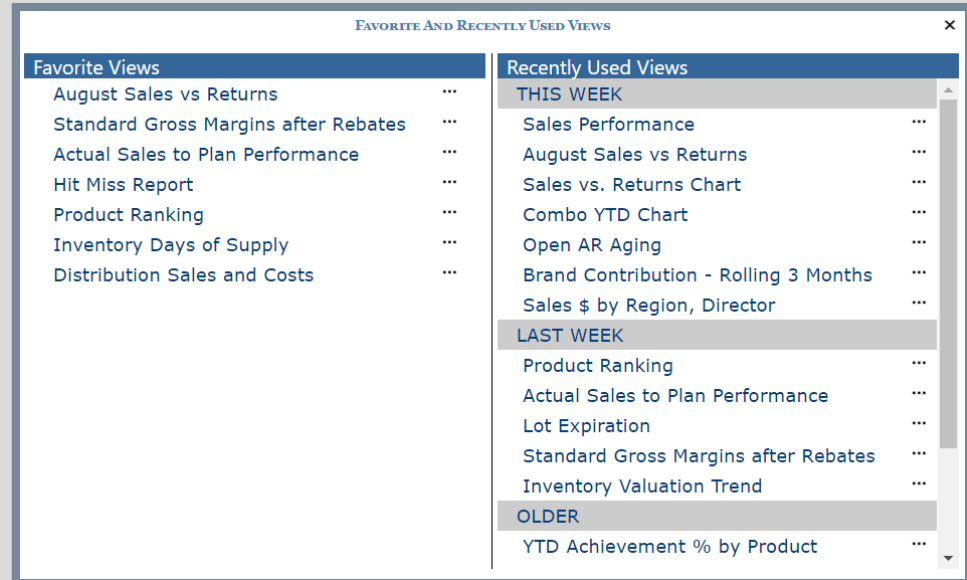 Favorite And Recently Used Views
Favorite Views
August Sales vs Returns
Standard Gross Margins after Rebates
Actual Sales to Plan Performance
Hit Miss Report
Product Ranking
Inventory Days of Supply
Distribution Sales and Costs
Recently Used Views
THIS WEEK
Sales Performance
August Sales vs Returns
Sales vs. Returns Chart
Combo YTD Chart
Open AR Aging
Brand Contribution - Rolling 3 Months
Sales $ by Region, Director
LAST WEEK
Product Ranking
Actual Sales to Plan Performance
Lot Expiration
Standard Gross Margins after Rebates
Inventory Valuation Trend
OLDER
YTD Achievement % by Product